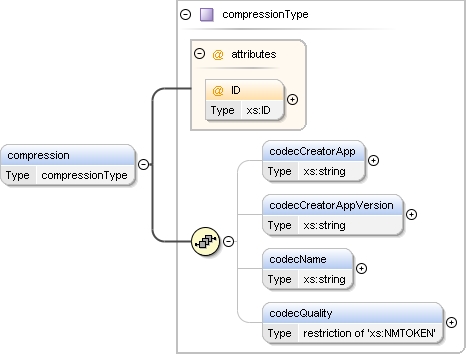 compressionType
@ attributes
@ ID
Type xs:ID
compression
Type compressionType
codecCreatorApp
Type xs:string
codecCreatorAppVersion
Type xs:string
codecName
Type xs:string
codecQuality
Type restriction of 'xs:NMTOKEN'